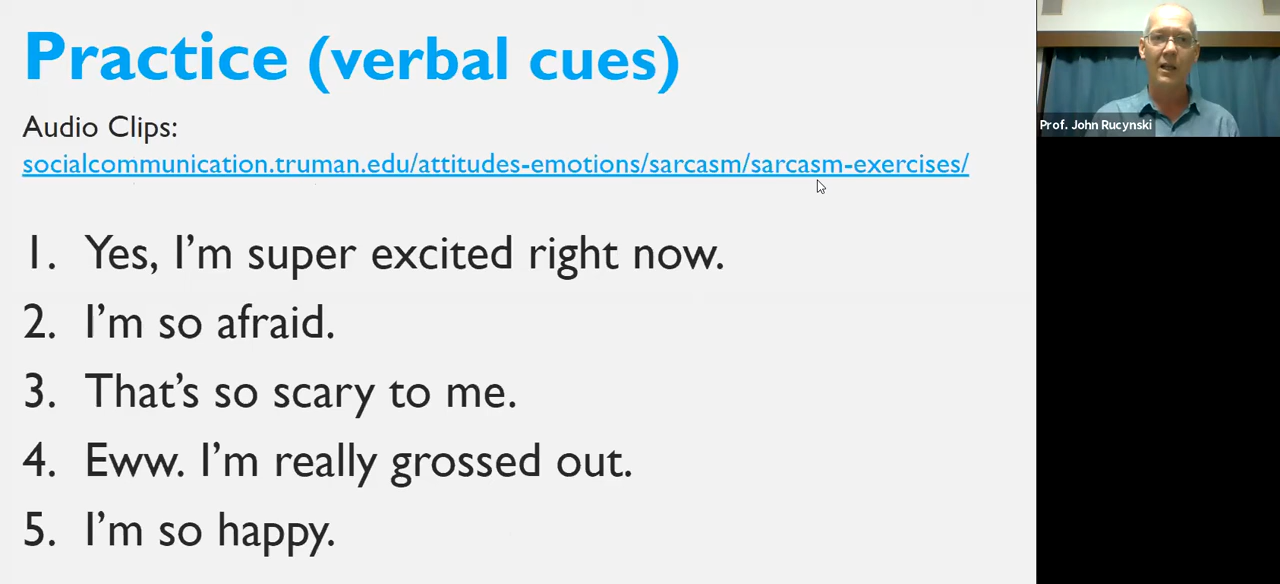 Practice (verbal cues)
Audio Clips:
socialcommunication.truman.edu/attitudes-emotions/sarcasm/sarcasm-exercises/
1. Yes, I’m super excited right now.
2. I’m so afraid.
3. That’s so scary to me.
4. Eww. I’m really grossed out.
5. I’m so happy.
Prof. John Rucynski